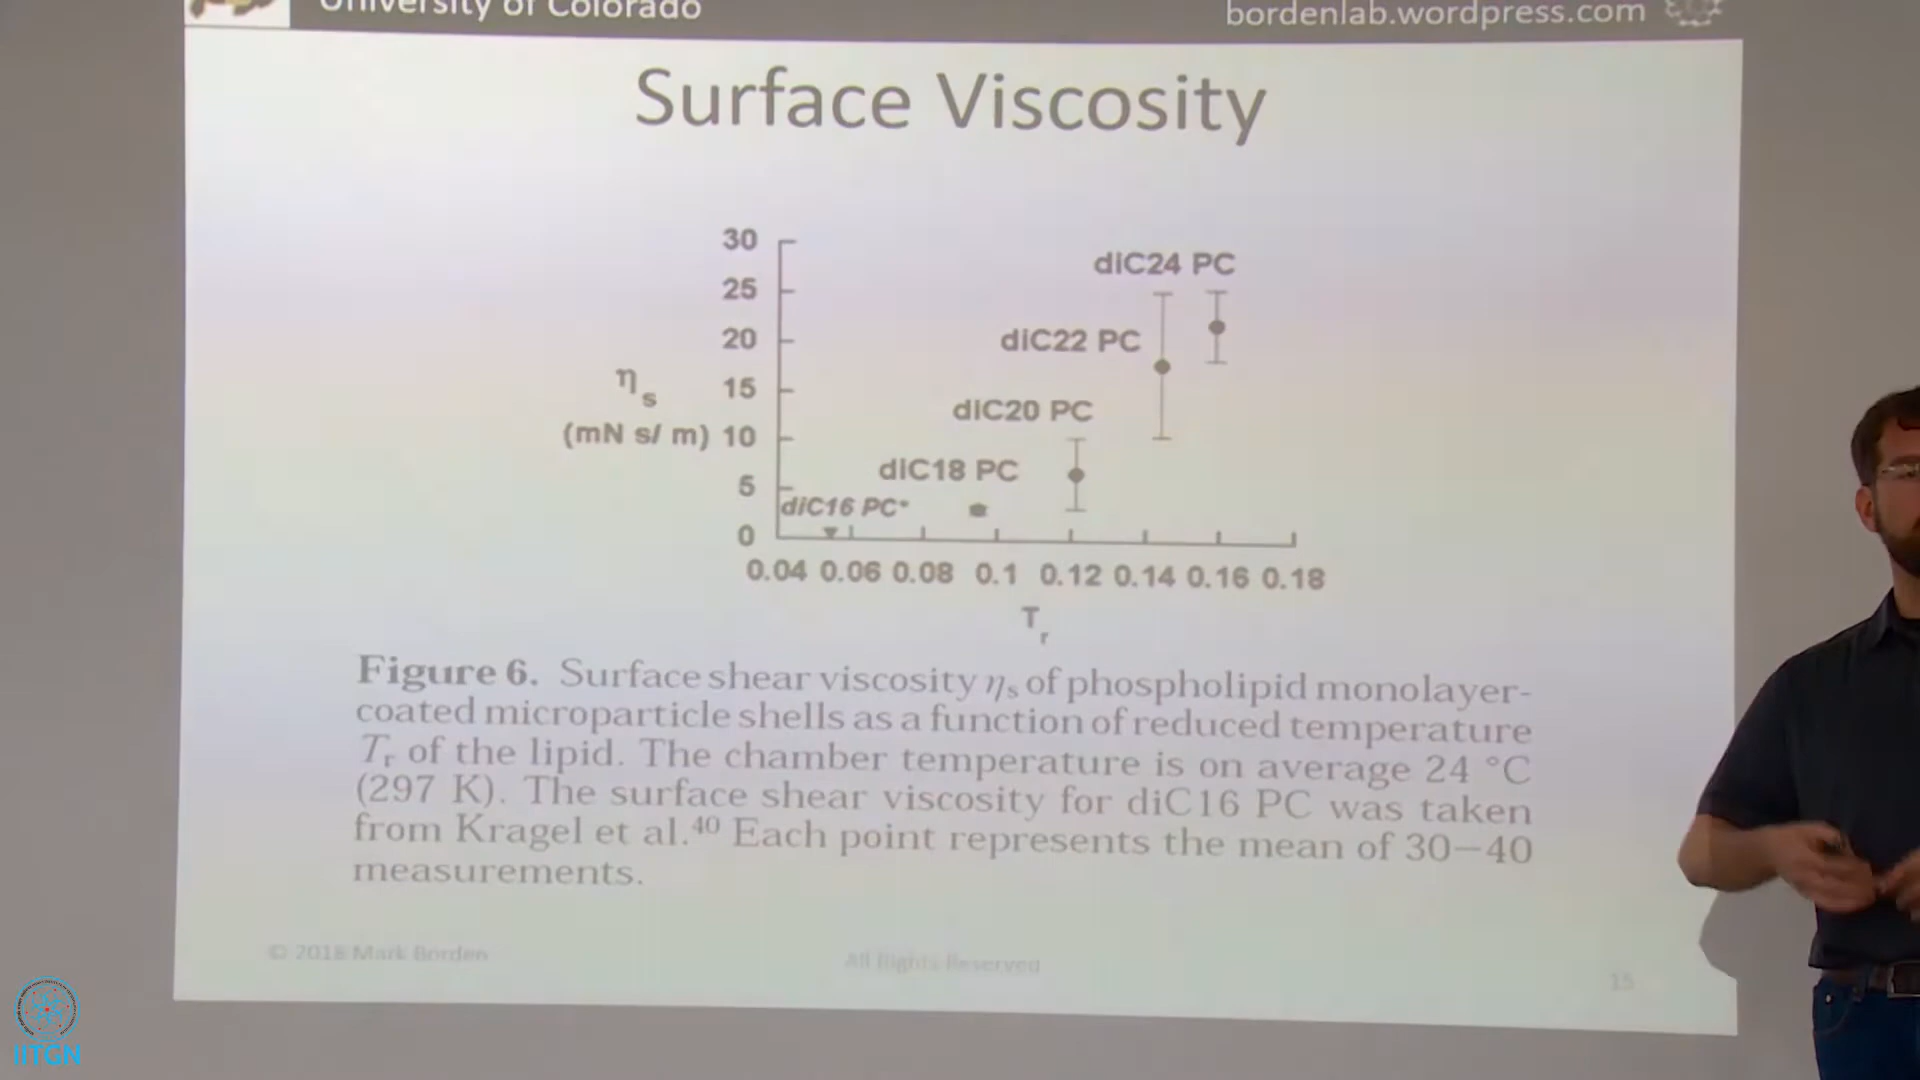 University of Colorado
bordenlab.wordpress.com
Surface Viscosity
30
25
20
15
10
5
0
ηs
(mN s/ m)
diC24 PC
diC22 PC
diC20 PC
diC18 PC
diC16 PC*
0.04 0.06 0.08 0.1 0.12 0.14 0.16 0.18
Tr
Figure 6. Surface shear viscosity ηs of phospholipid monolayer-
coated microparticle shells as a function of reduced temperature
Tr of the lipid. The chamber temperature is on average 24 °C
(297 K). The surface shear viscosity for diC16 PC was taken
from Kragel et al.40 Each point represents the mean of 30–40
measurements.
© 2018 Mark Borden
All Rights Reserved
15
IITGN